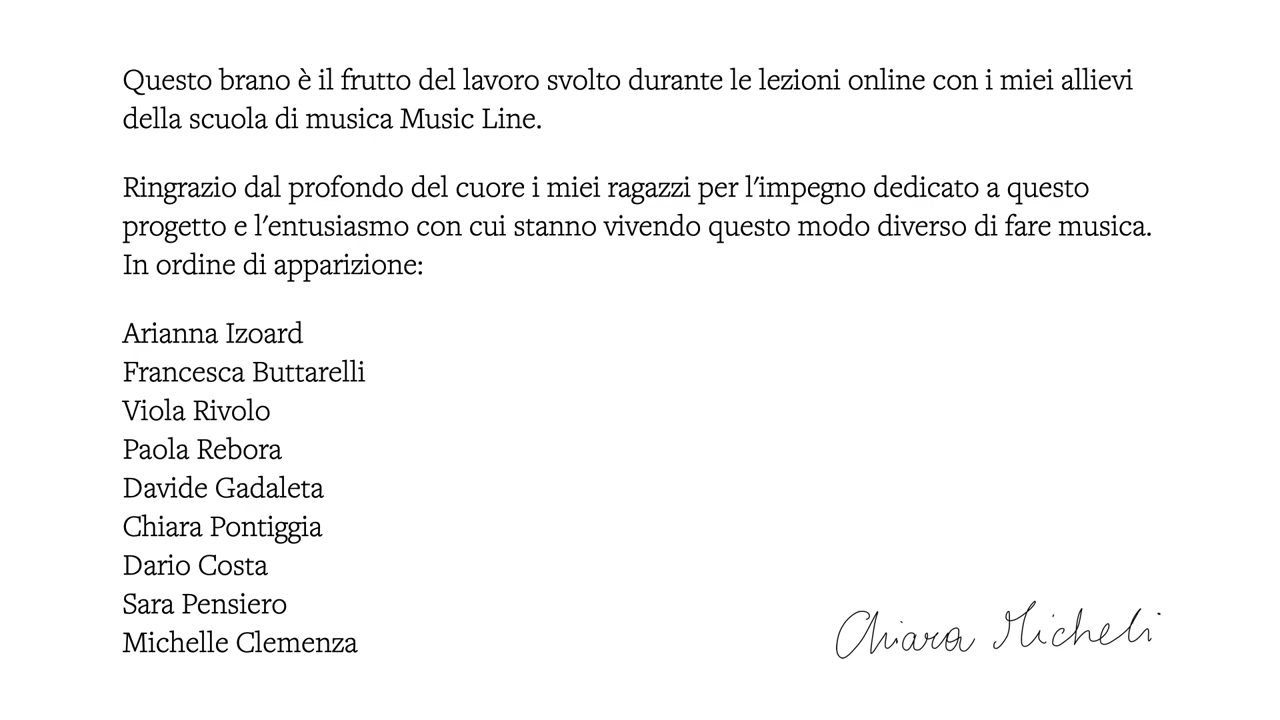 Questo brano è il frutto del lavoro svolto durante le lezioni online con i miei allievi
della scuola di musica Music Line.
Ringrazio dal profondo del cuore i miei ragazzi per l'impegno dedicato a questo
progetto e l'entusiasmo con cui stanno vivendo questo modo diverso di fare musica.
In ordine di apparizione:
Arianna Izoard
Francesca Buttarelli
Viola Rivolo
Paola Rebora
Davide Gadaleta
Chiara Pontiggia
Dario Costa
Sara Pensiero
Michelle Clemenza
Chiara Micheli